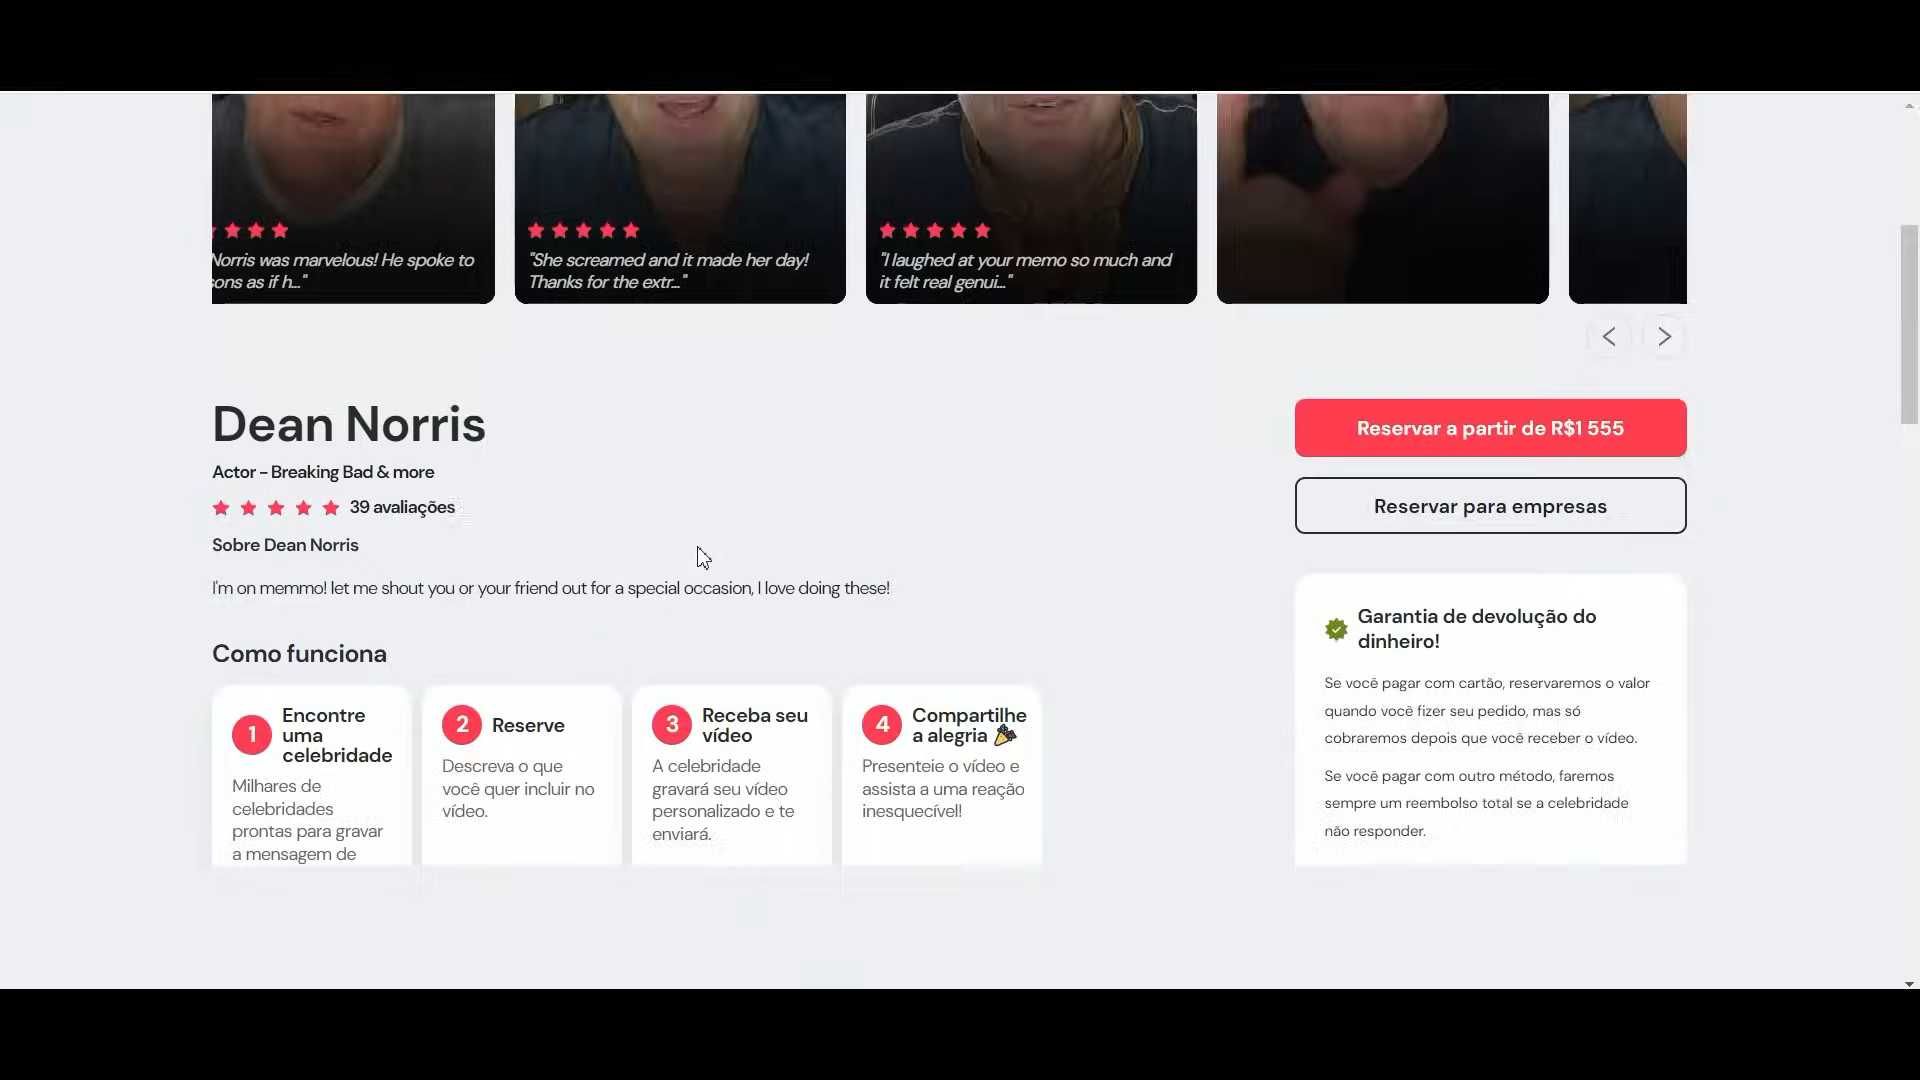 Norris was marvelous! He spoke to
sons as if h..."
"She screamed and it made her day!
Thanks for the extr..."
"I laughed at your memo so much and
it felt real genui..."
Dean Norris
Actor - Breaking Bad & more
39 avaliações
Sobre Dean Norris
I'm on memmo! let me shout you or your friend out for a special occasion, I love doing these!
Reservar a partir de R$1 555
Reservar para empresas
Como funciona
1
Encontre
uma
celebridade
Milhares de
celebridades
prontas para gravar
a mensagem de
2
Reserve
Descreva o que
você quer incluir no
vídeo.
3
Receba seu
vídeo
A celebridade
gravará seu vídeo
personalizado e te
enviará.
4
Compartilhe
a alegria 🎉
Presenteie o vídeo e
assista a uma reação
inesquecível!
Garantia de devolução do
dinheiro!
Se você pagar com cartão, reservaremos o valor
quando você fizer seu pedido, mas só
cobraremos depois que você receber o vídeo.
Se você pagar com outro método, faremos
sempre um reembolso total se a celebridade
não responder.